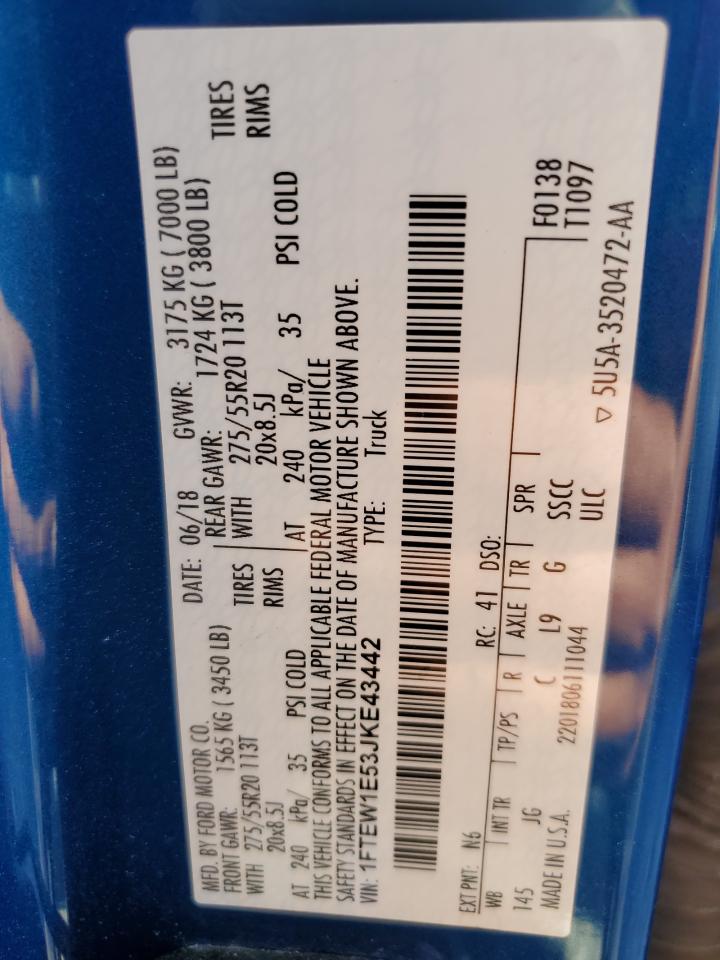 MFD. BY FORD MOTOR CO.
DATE: 06/18 GVWR: 3175 KG ( 7000 LB)
FRONT GAWR: 1565 KG ( 3450 LB) REAR GAWR: 1724 KG ( 3800 LB)
WITH 275/55R20 113T TIRES WITH 275/55R20 113T TIRES
20x8.5J RIMS 20x8.5J RIMS
AT 240 kPa/ 35 PSI COLD AT 240 kPa/ 35 PSI COLD
THIS VEHICLE CONFORMS TO ALL APPLICABLE FEDERAL MOTOR VEHICLE
SAFETY STANDARDS IN EFFECT ON THE DATE OF MANUFACTURE SHOWN ABOVE.
VIN: 1FTEW1E53JKE43442 TYPE: Truck
EXT PNT: N6 RC: 41 DSO:
WB INT TR TP/PS R AXLE TR SPR F0138
145 JG C L9 G SSCC T1097
MADE IN U.S.A. 2201806111044 ULC ▽ 5U5A-3520472-AA